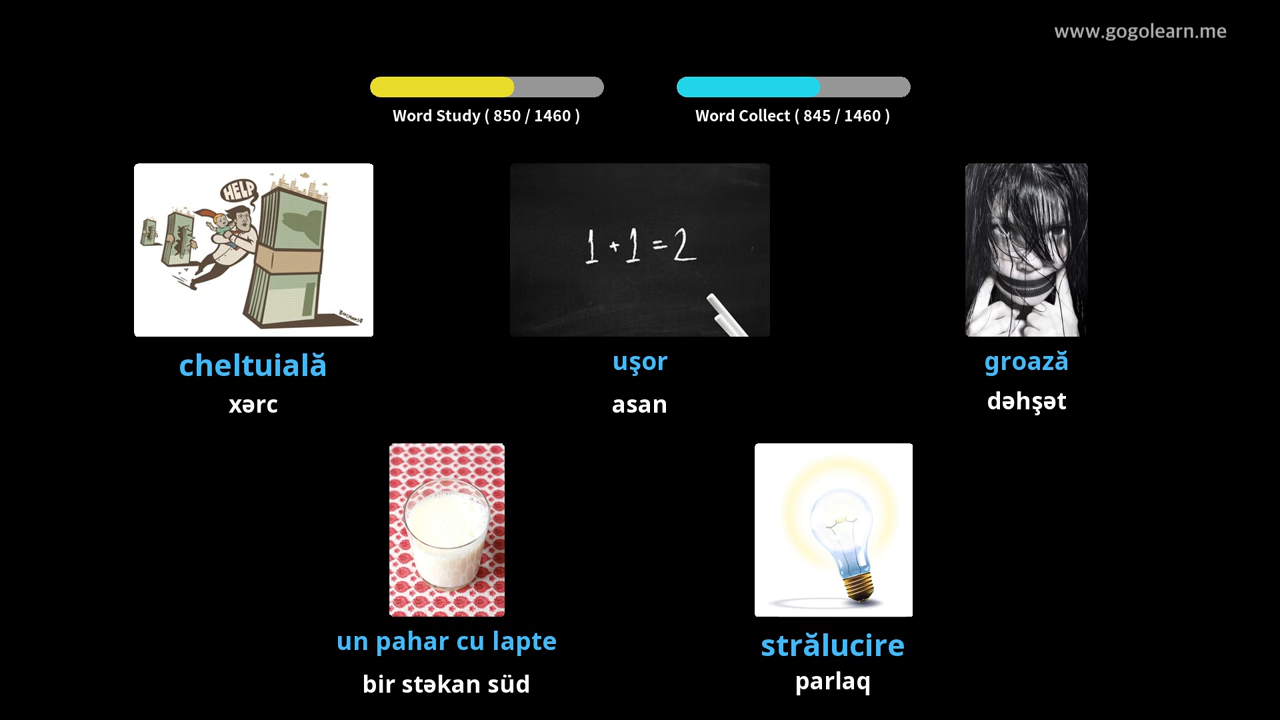 www.gogolearn.me
Word Study ( 850 / 1460 )
Word Collect ( 845 / 1460 )
HELP
1 + 1 = 2
cheltuială
uşor
groază
xərc
asan
dəhşət
un pahar cu lapte
strălucire
bir stəkan süd
parlaq